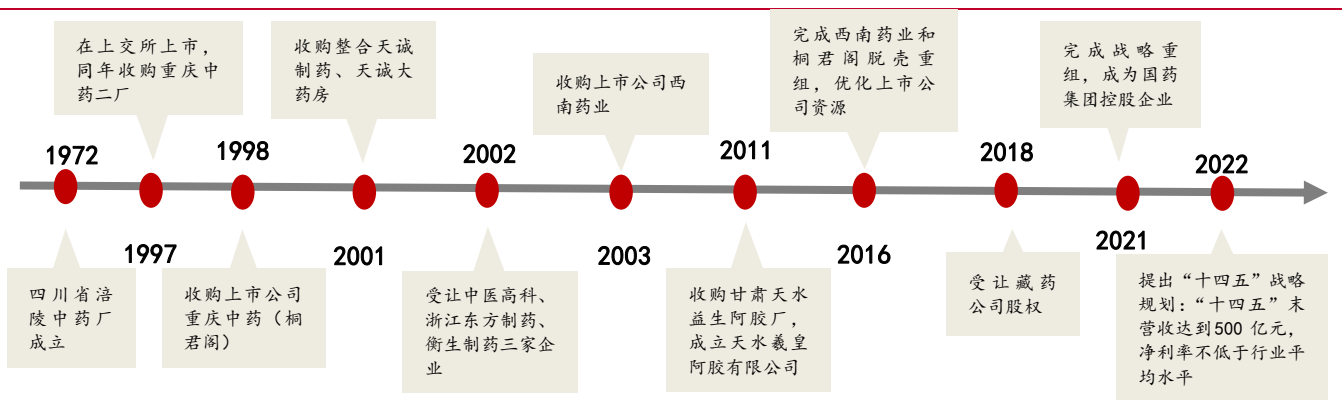 在上交所上市，
同年收购重庆中
药二厂
收购整合天诚
制药、天诚大
药房
收购上市公司西
南药业
完成西南药业和
桐君阁脱壳重
组，优化上市公
司资源
完成战略重
组，成为国药
集团控股企业
1972
1998
2002
2011
2018
2022
1997
2001
2003
2016
2021
四川省涪
陵中药厂
成立
收购上市公司
重庆中药（桐
君阁）
受让中医高科、
浙江东方制药、
衡生制药三家企
业
收购甘肃天水
益生阿胶厂，
成立天水羲皇
阿胶有限公司
受让藏药
公司股权
提出“十四五”战略
规划：“十四五”末
营收达到500 亿元，
净利率不低于行业平
均水平